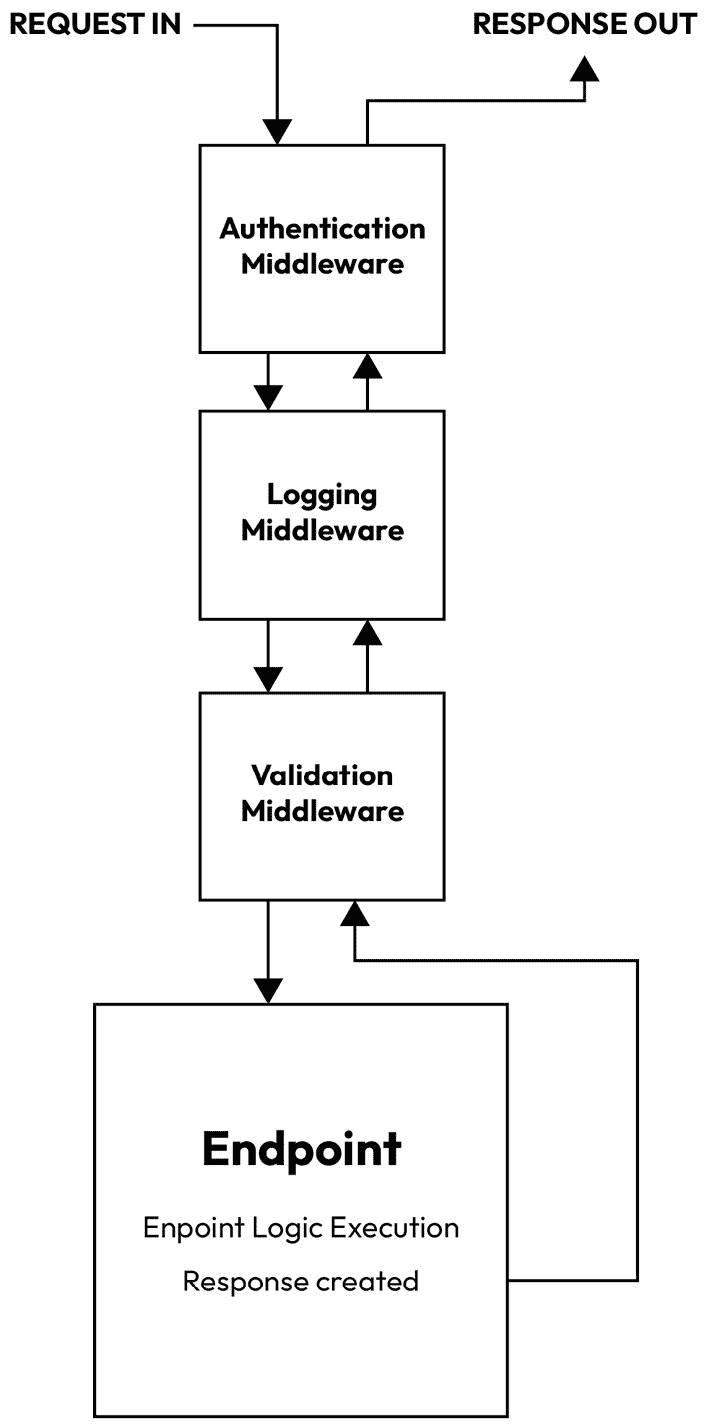 REQUEST IN
RESPONSE OUT
Authentication
Middleware
Logging
Middleware
Validation
Middleware
Endpoint
Enpoint Logic Execution
Response created